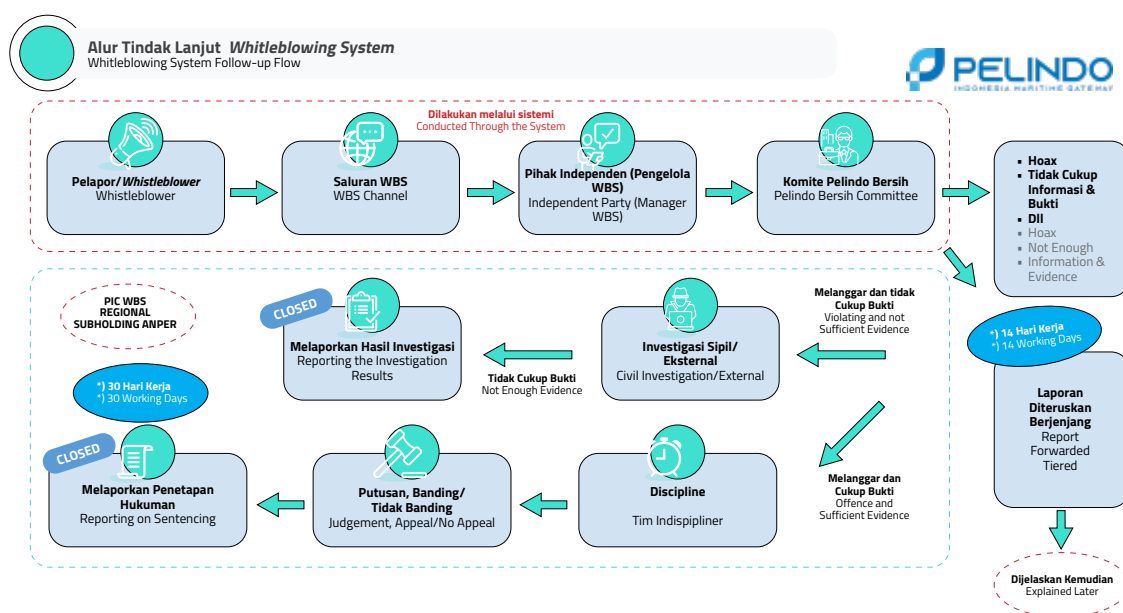 Alur Tindak Lanjut Whitleblowing System
Whitleblowing System Follow-up Flow
PELINDO
INDONESIA MARITIME GATEWAY
Dilakukan melalui sistemi
Conducted Through the System
Pelapor/Whistleblower
Whistleblower
Saluran WBS
WBS Channel
Pihak Independen (Pengelola
WBS)
Independent Party (Manager
WBS)
Komite Pelindo Bersih
Pelindo Bersih Committee
▪ Hoax
▪ Tidak Cukup
Informasi &
Bukti
▪ Dll
▪ Hoax
▪ Not Enough
▪ Information &
Evidence
PIC WBS
REGIONAL
SUBHOLDING ANPER
CLOSED
Melaporkan Hasil Investigasi
Reporting the Investigation
Results
Tidak Cukup Bukti
Not Enough Evidence
Investigasi Sipil/
Eksternal
Civil Investigation/External
Melanggar dan tidak
Cukup Bukti
Violating and not
Sufficient Evidence
*) 14 Hari Kerja
*) 14 Working Days
Laporan
Diteruskan
Berjenjang
Report
Forwarded
Tiered
*) 30 Hari Kerja
*) 30 Working Days
CLOSED
Melaporkan Penetapan
Hukuman
Reporting on Sentencing
Putusan, Banding/
Tidak Banding
Judgement, Appeal/No Appeal
Discipline
Tim Indispipliner
Melanggar dan
Cukup Bukti
Offence and
Sufficient Evidence
Dijelaskan Kemudian
Explained Later